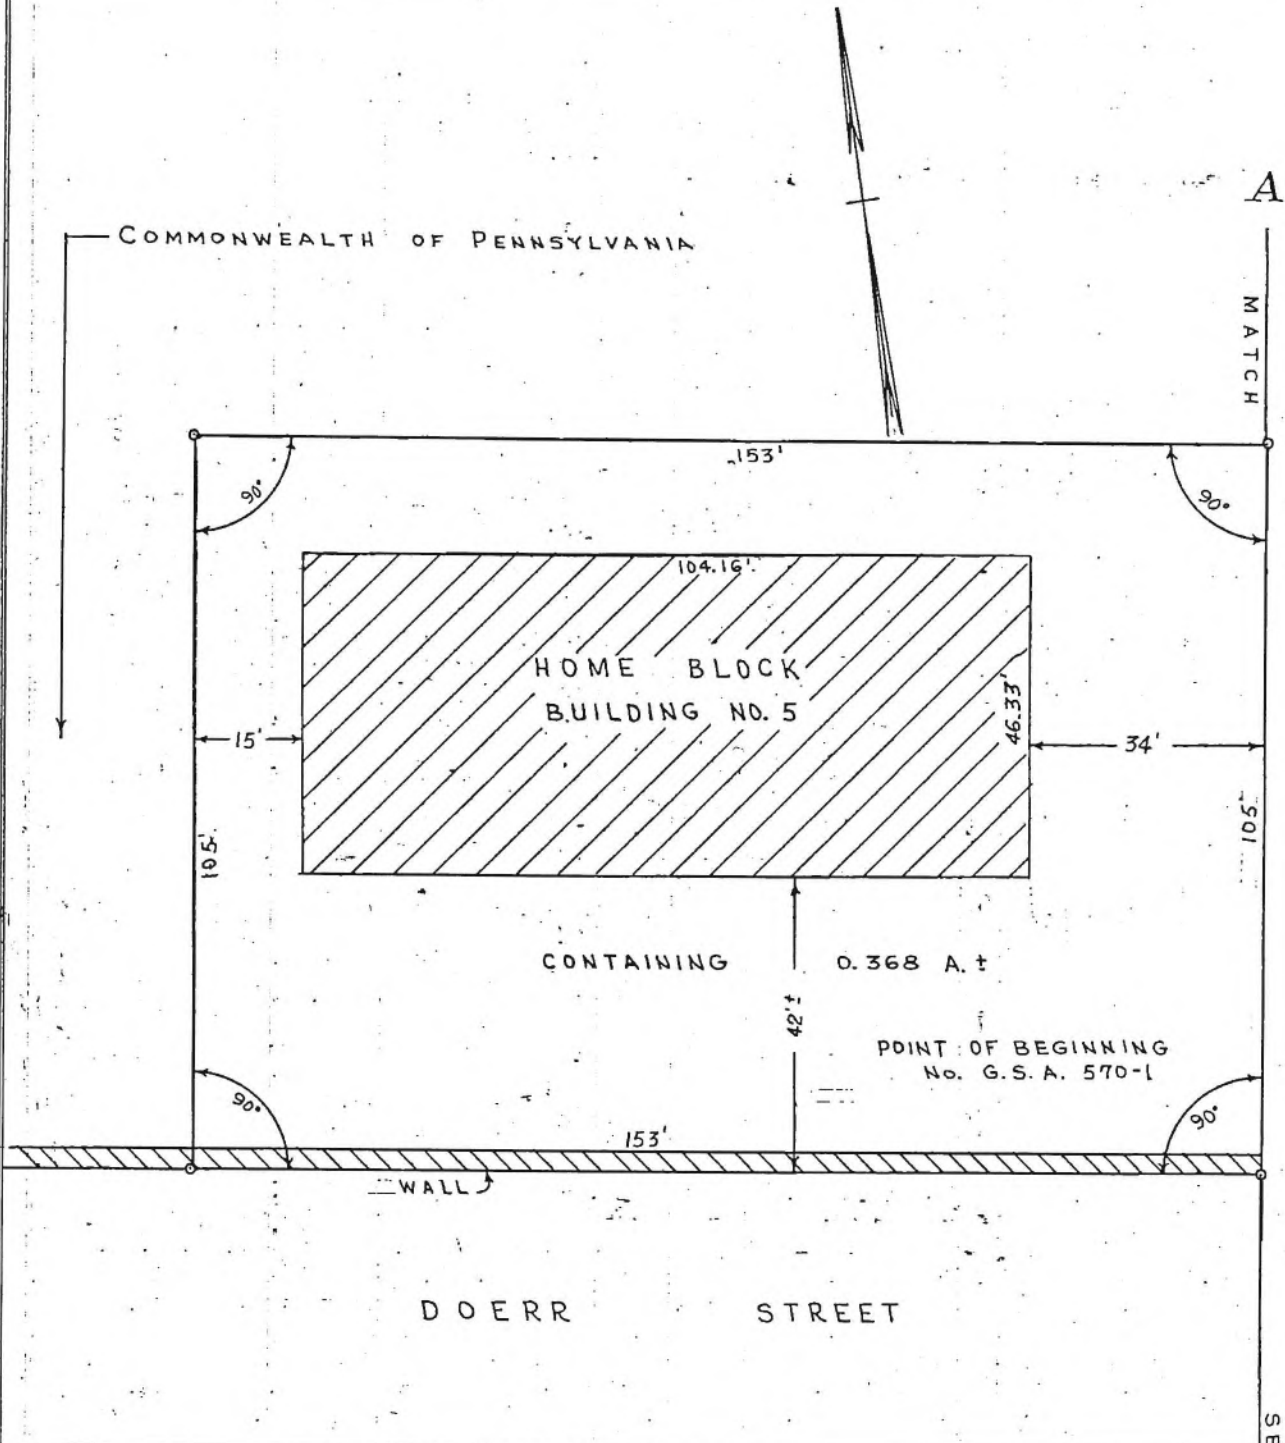 A
COMMONWEALTH OF PENNSYLVANIA
MATCH
153'
90°
90°
104.16'
HOME BLOCK
BUILDING NO. 5
46.33'
15'
34'
105'
105'
CONTAINING 0.368 A.±
42'±
POINT OF BEGINNING
No. G.S.A. 570-1
90°
90°
153'
WALL
DOERR STREET
SE